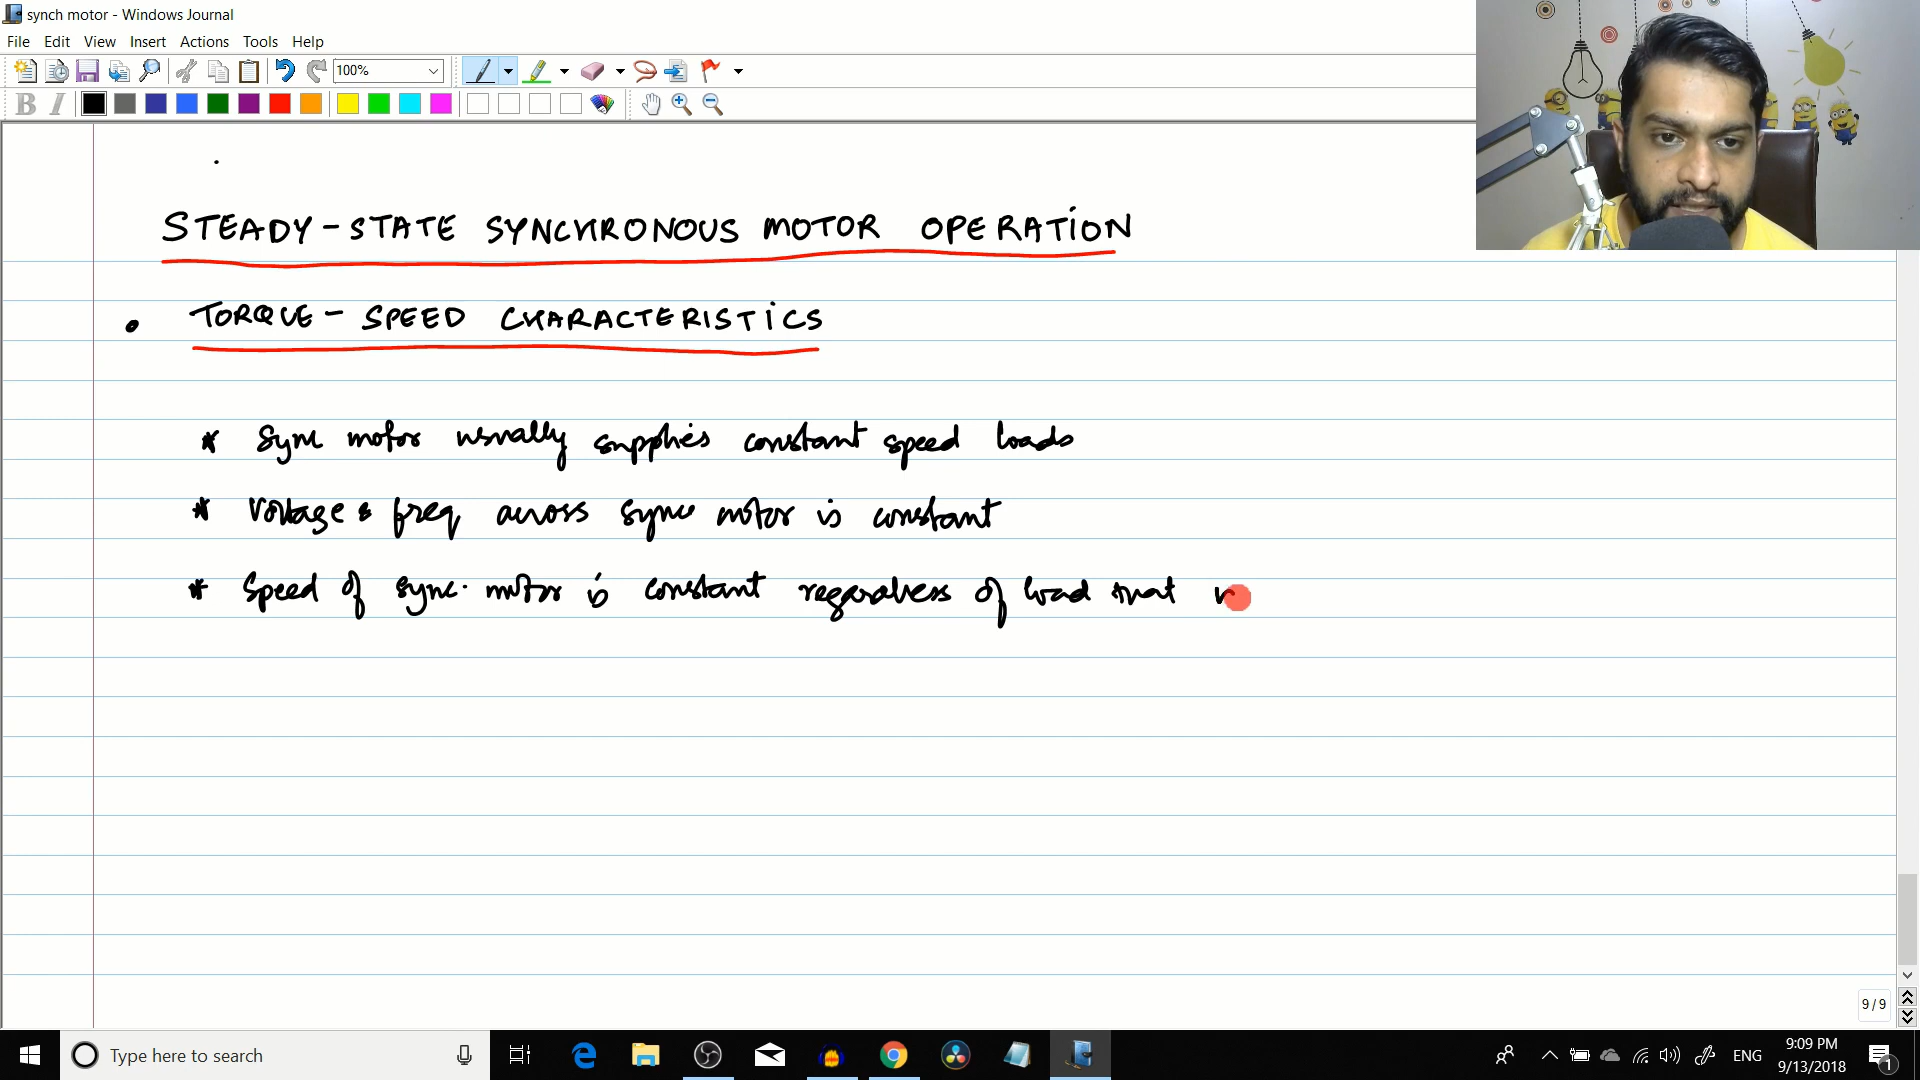 synch motor - Windows Journal
File Edit View Insert Actions Tools Help
100%
B I
STEADY-STATE SYNCHRONOUS MOTOR OPERATION
TORQUE-SPEED CHARACTERISTICS
* Sync motor usually supplies constant speed loads
* Voltage & freq across sync motor is constant
* Speed of sync. motor is constant regardless of load that
9 / 9
Type here to search
ENG
9:09 PM
9/13/2018
1